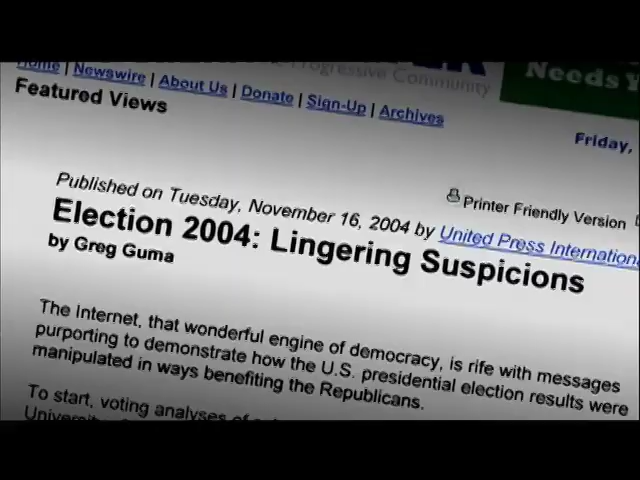 Needs
Progressive Community
Home | Newswire | About Us | Donate | Sign-Up | Archives
Featured Views
Friday,
Printer Friendly Version
Published on Tuesday, November 16, 2004 by United Press International
Election 2004: Lingering Suspicions
by Greg Guma
The Internet, that wonderful engine of democracy, is rife with messages
purporting to demonstrate how the U.S. presidential election results were
manipulated in ways benefiting the Republicans.
To start, voting analyses of